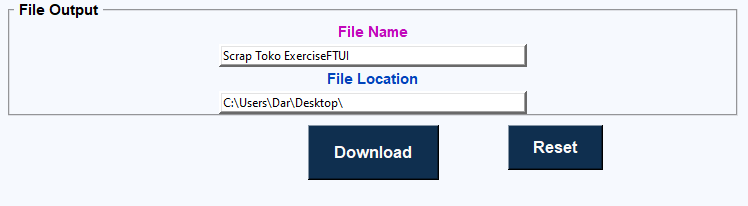 File Output
File Name
Scrap Toko ExerciseFTUI
File Location
C:\Users\Dar\Desktop\
Download
Reset